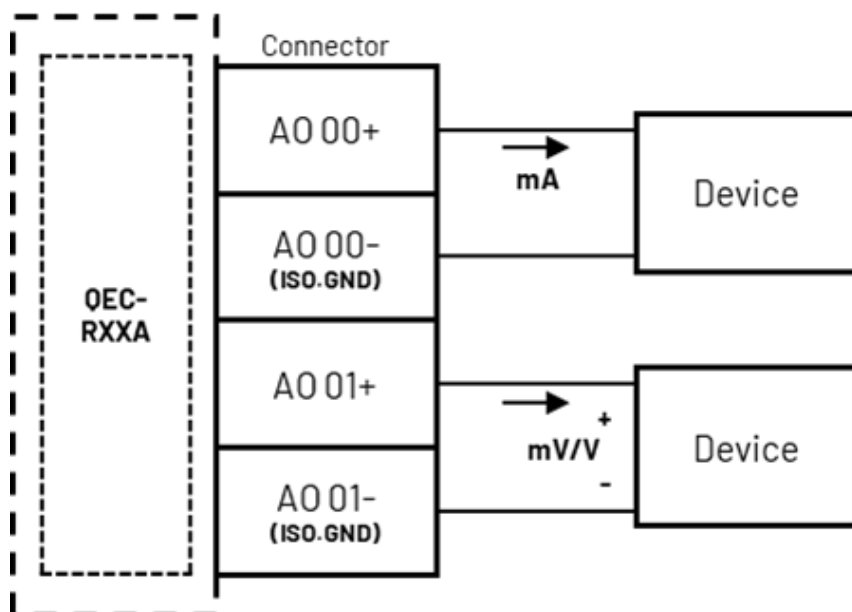 Connector
QEC-
RXXA
AO 00+
AO 00-
(ISO.GND)
AO 01+
AO 01-
(ISO.GND)
mA
Device
+
mV/V
-
Device